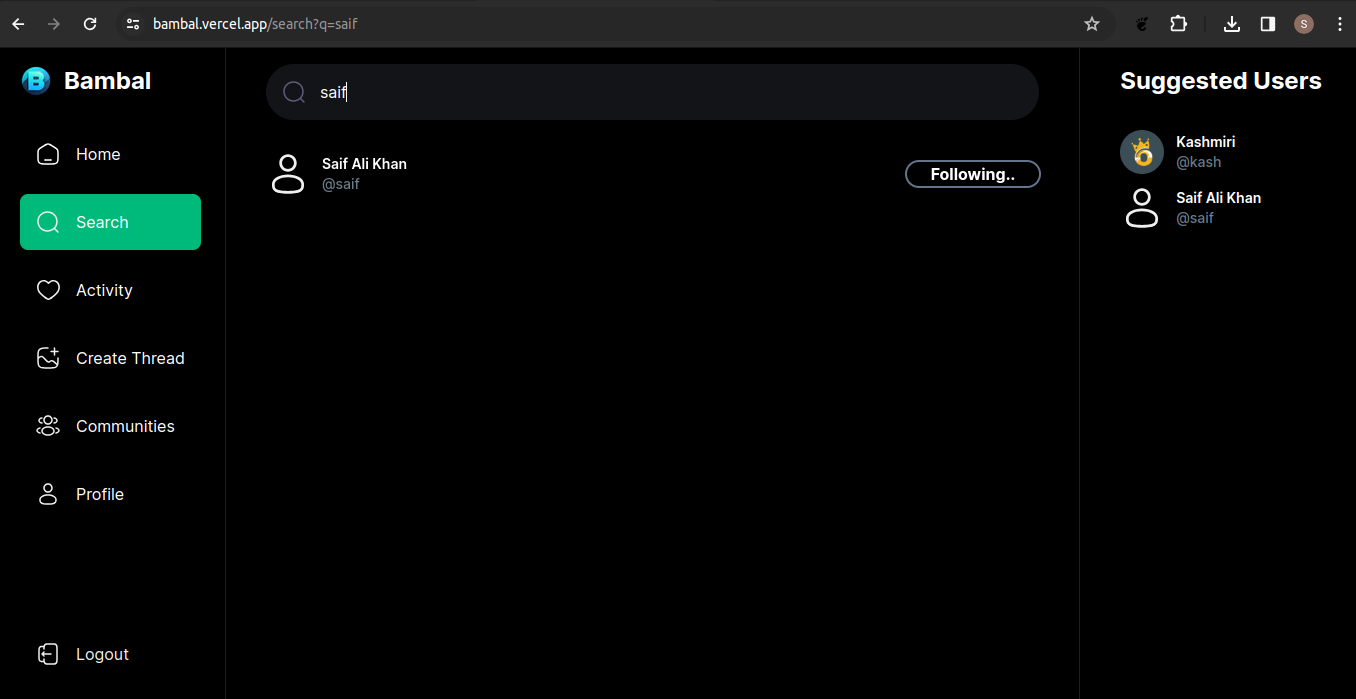 bambal.vercel.app/search?q=saif
S
B
Bambal
Home
Search
Activity
Create Thread
Communities
Profile
Logout
saif
Saif Ali Khan
@saif
Following..
Suggested Users
Kashmiri
@kash
Saif Ali Khan
@saif